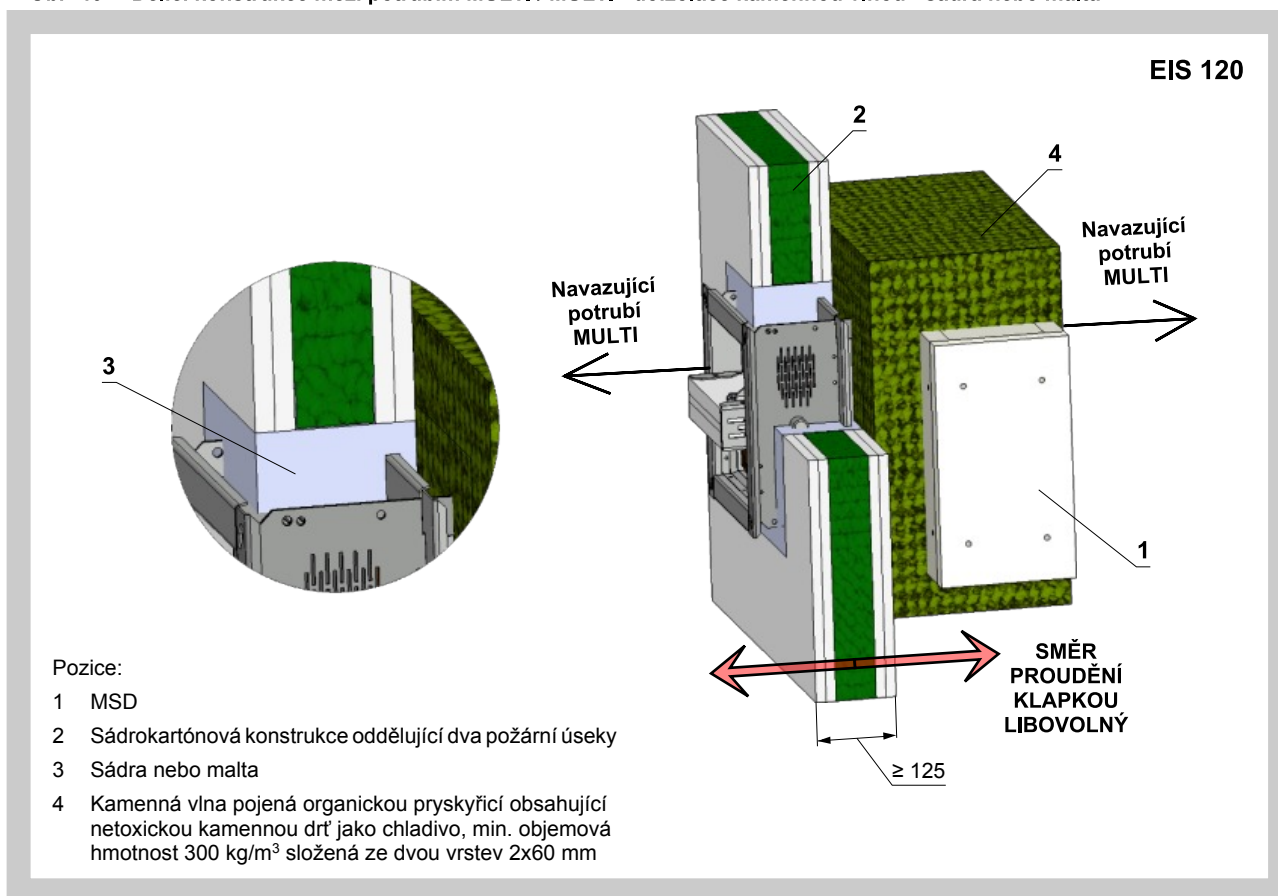 EIS 120
2
4
Navazující
potrubí
MULTI
Navazující
potrubí
MULTI
3
1
SMĚR
PROUDĚNÍ
KLAPKOU
LIBOVOLNÝ
≥ 125
Pozice:
1 MSD
2 Sádrokartónová konstrukce oddělující dva požární úseky
3 Sádra nebo malta
4 Kamenná vlna pojená organickou pryskyřicí obsahující
netoxickou kamennou drť jako chladivo, min. objemová
hmotnost 300 kg/m³ složená ze dvou vrstev 2x60 mm